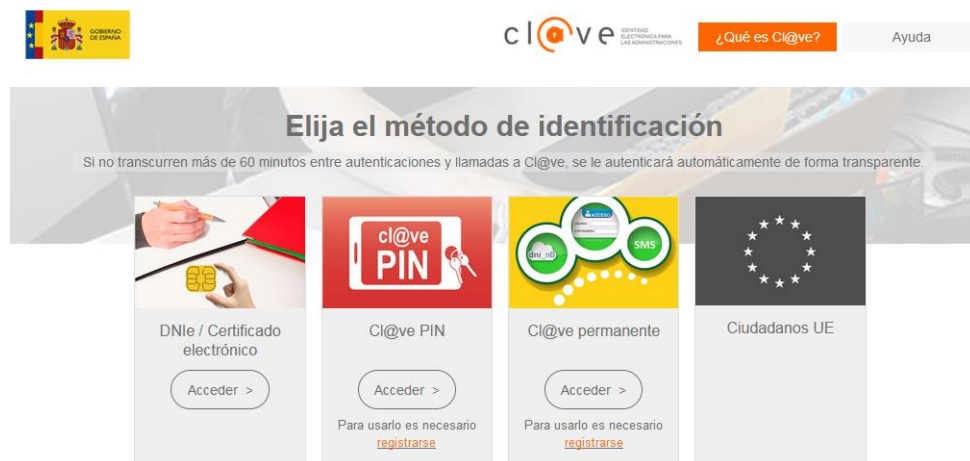 GOBIERNO
DE ESPAÑA
cl@ve
IDENTIDAD
ELECTRÓNICA PARA
LAS ADMINISTRACIONES
¿Qué es Cl@ve?
Ayuda
Elija el método de identificación
Si no transcurren más de 60 minutos entre autenticaciones y llamadas a Cl@ve, se le autenticará automáticamente de forma transparente.
cl@ve
PIN
ACCESO
dni_nB
SMS
DNIe / Certificado
electrónico
Cl@ve PIN
Cl@ve permanente
Ciudadanos UE
Acceder >
Acceder >
Acceder >
Para usarlo es necesario
registrarse
Para usarlo es necesario
registrarse